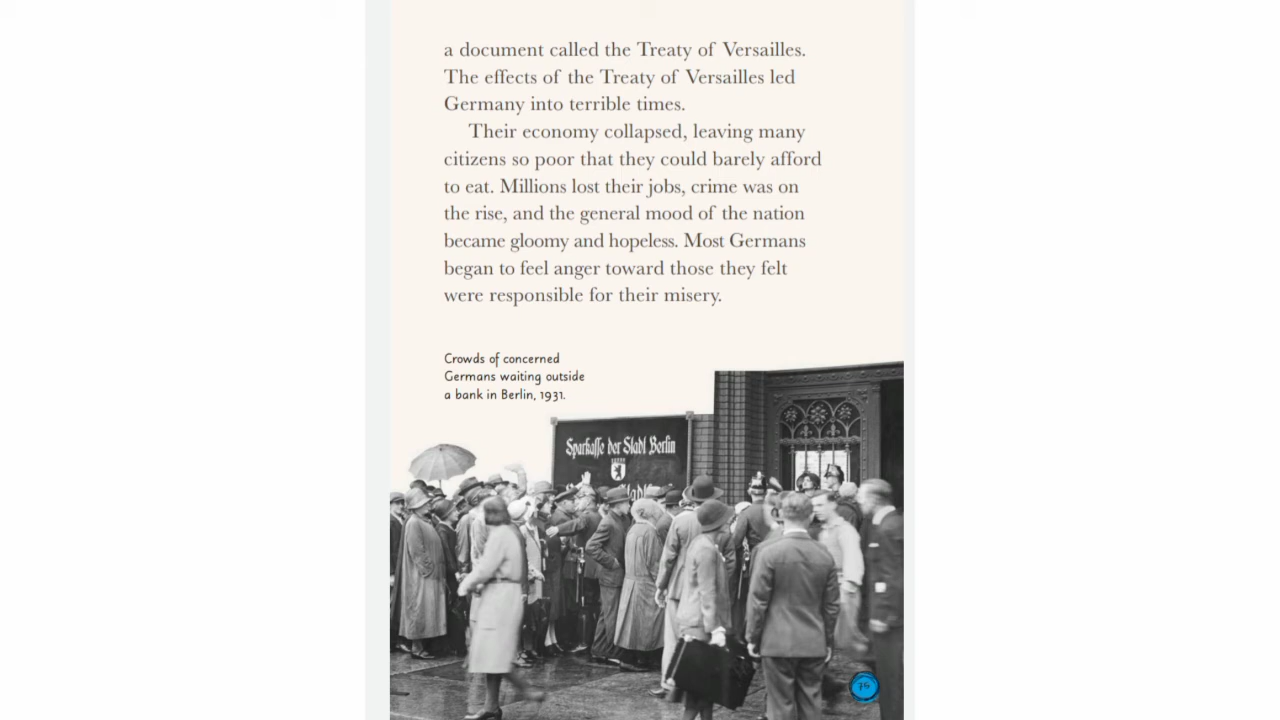 a document called the Treaty of Versailles.
The effects of the Treaty of Versailles led
Germany into terrible times.
Their economy collapsed, leaving many
citizens so poor that they could barely afford
to eat. Millions lost their jobs, crime was on
the rise, and the general mood of the nation
became gloomy and hopeless. Most Germans
began to feel anger toward those they felt
were responsible for their misery.
Crowds of concerned
Germans waiting outside
a bank in Berlin, 1931.
Sparkasse der Stadt Berlin
75